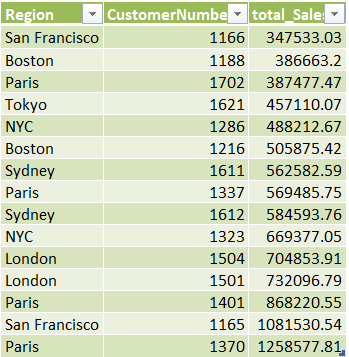 Region CustomerNumber total_Sales
San Francisco 1166 347533.03
Boston 1188 386663.2
Paris 1702 387477.47
Tokyo 1621 457110.07
NYC 1286 488212.67
Boston 1216 505875.42
Sydney 1611 562582.59
Paris 1337 569485.75
Sydney 1612 584593.76
NYC 1323 669377.05
London 1504 704853.91
London 1501 732096.79
Paris 1401 868220.55
San Francisco 1165 1081530.54
Paris 1370 1258577.81